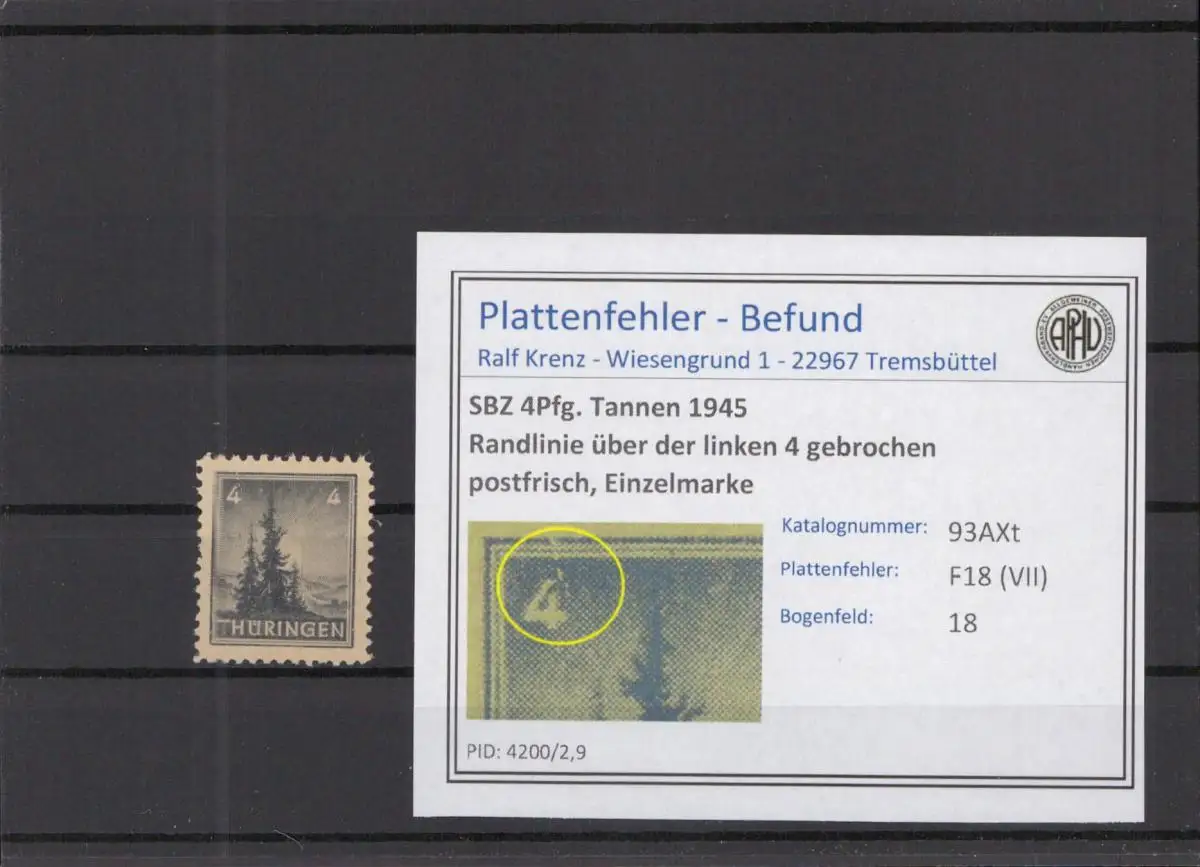 4 4
THÜRINGEN
Plattenfehler - Befund
Ralf Krenz - Wiesengrund 1 - 22967 Tremsbüttel
APHV
SBZ 4Pfg. Tannen 1945
Randlinie über der linken 4 gebrochen
postfrisch, Einzelmarke
4
Katalognummer: 93AXt
Plattenfehler: F18 (VII)
Bogenfeld: 18
PID: 4200/2,9